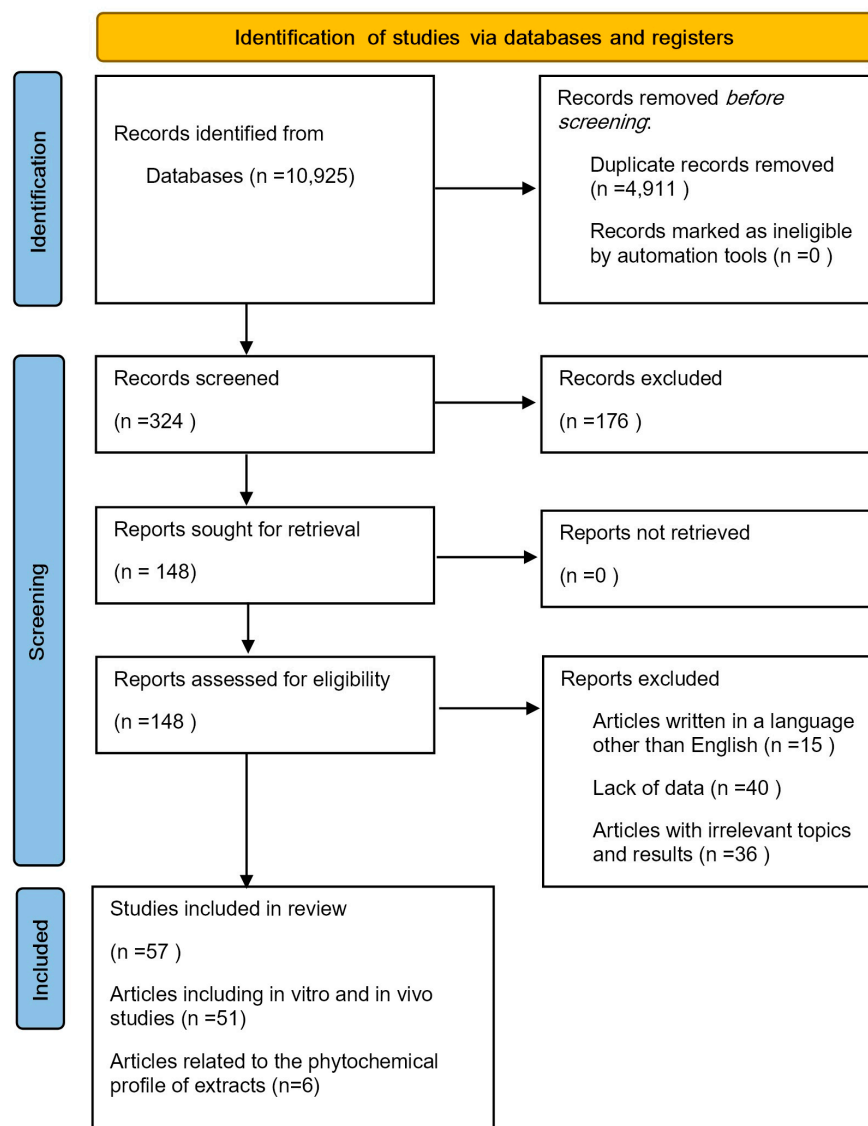 Identification of studies via databases and registers
Identification
Records identified from
Databases (n =10,925)
Records removed before
screening:
Duplicate records removed
(n =4,911 )
Records marked as ineligible
by automation tools (n =0 )
Screening
Records screened
(n =324 )
Records excluded
(n =176 )
Reports sought for retrieval
(n = 148)
Reports not retrieved
(n =0 )
Reports assessed for eligibility
(n =148 )
Reports excluded
Articles written in a language
other than English (n =15 )
Lack of data (n =40 )
Articles with irrelevant topics
and results (n =36 )
Included
Studies included in review
(n =57 )
Articles including in vitro and in vivo
studies (n =51)
Articles related to the phytochemical
profile of extracts (n=6)